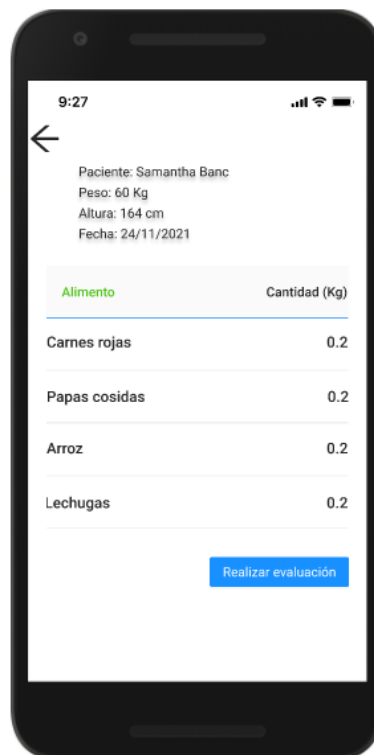 9:27
Paciente: Samantha Banc
Peso: 60 Kg
Altura: 164 cm
Fecha: 24/11/2021
Alimento Cantidad (Kg)
Carnes rojas 0.2
Papas cosidas 0.2
Arroz 0.2
Lechugas 0.2
Realizar evaluación